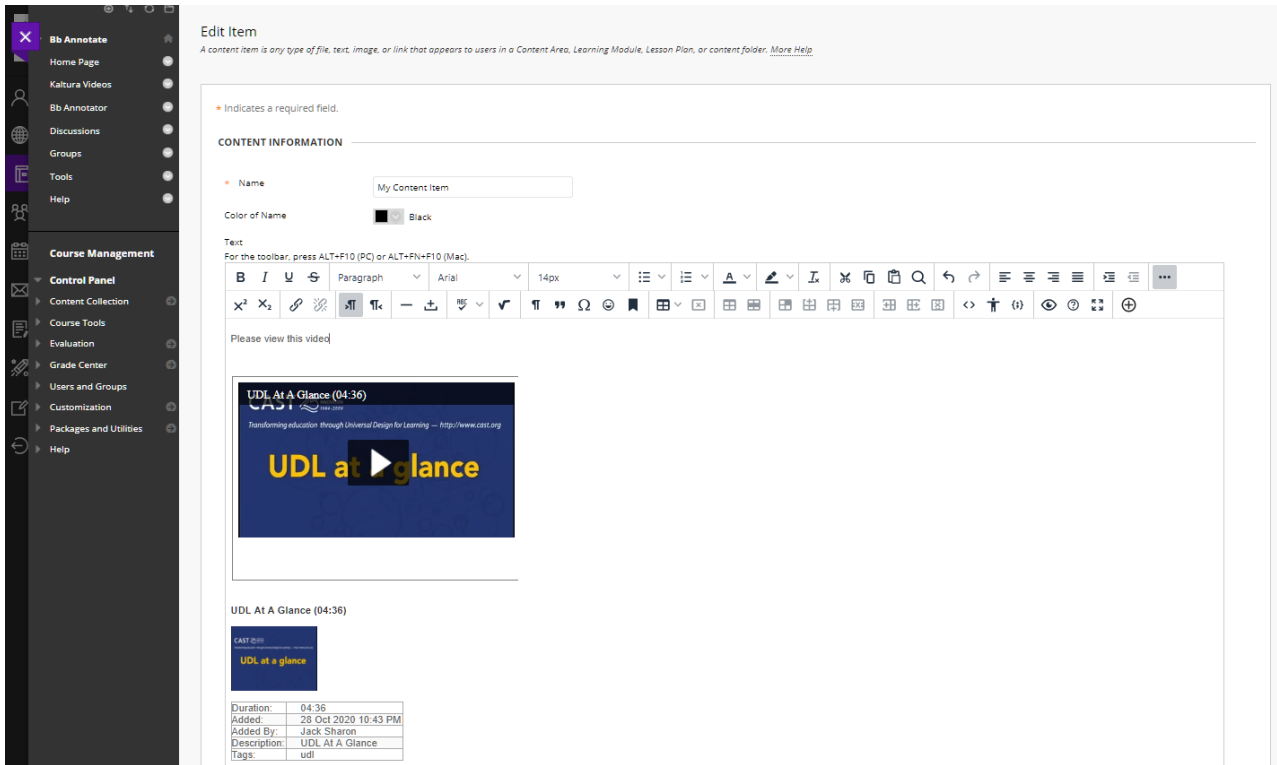 Bb Annotate
Home Page
Kaltura Videos
Bb Annotator
Discussions
Groups
Tools
Help
Course Management
Control Panel
Content Collection
Course Tools
Evaluation
Grade Center
Users and Groups
Customization
Packages and Utilities
Help
Edit Item
A content item is any type of file, text, image, or link that appears to users in a Content Area, Learning Module, Lesson Plan, or content folder. More Help
* Indicates a required field.
CONTENT INFORMATION
* Name My Content Item
Color of Name Black
Text
For the toolbar, press ALT+F10 (PC) or ALT+FN+F10 (Mac).
B I U S Paragraph Arial 14px
Please view this video
UDL At A Glance (04:36)
CAST 1984-2009
Transforming education through Universal Design for Learning — http://www.cast.org
UDL at a glance
UDL At A Glance (04:36)
CAST
UDL at a glance
Duration: 04:36
Added: 28 Oct 2020 10:43 PM
Added By: Jack Sharon
Description: UDL At A Glance
Tags: udl